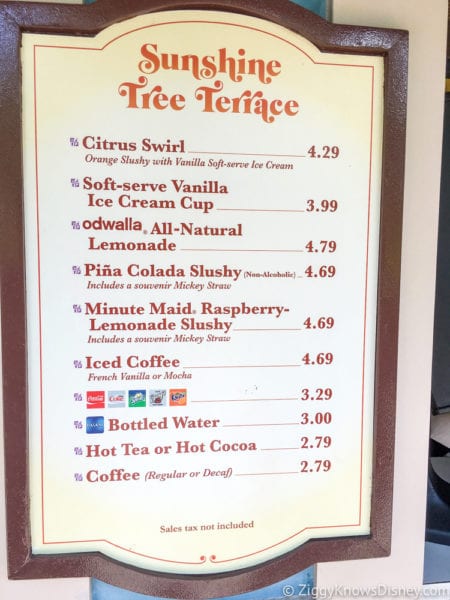 Sunshine
Tree Terrace
Citrus Swirl 4.29
Orange Slushy with Vanilla Soft-serve Ice Cream
Soft-serve Vanilla
Ice Cream Cup 3.99
odwalla® All-Natural
Lemonade 4.79
Piña Colada Slushy (Non-Alcoholic) 4.69
Includes a souvenir Mickey Straw
Minute Maid® Raspberry-
Lemonade Slushy 4.69
Includes a souvenir Mickey Straw
Iced Coffee 4.69
French Vanilla or Mocha
3.29
Bottled Water 3.00
Hot Tea or Hot Cocoa 2.79
Coffee (Regular or Decaf) 2.79
Sales tax not included
© ZiggyKnowsDisney.com